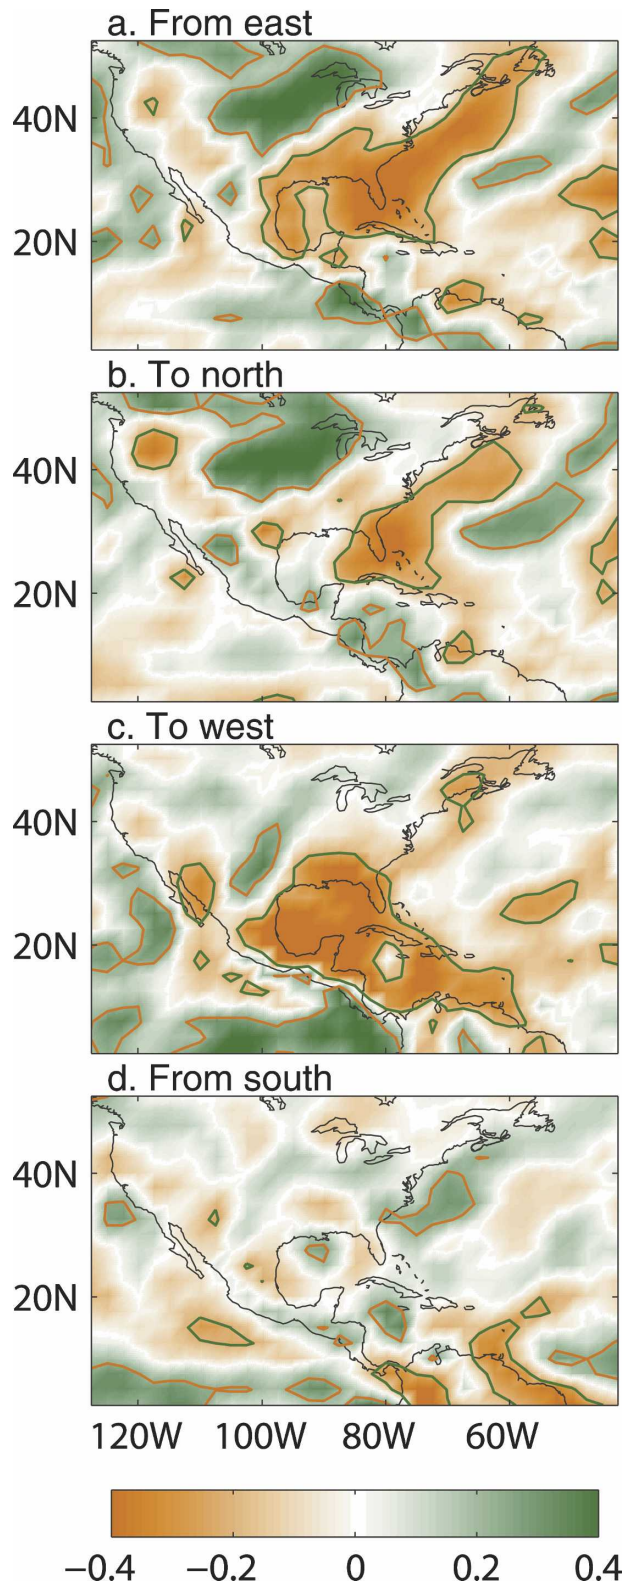 a. From east
40N
20N
b. To north
40N
20N
c. To west
40N
20N
d. From south
40N
20N
120W 100W 80W 60W
−0.4 −0.2 0 0.2 0.4